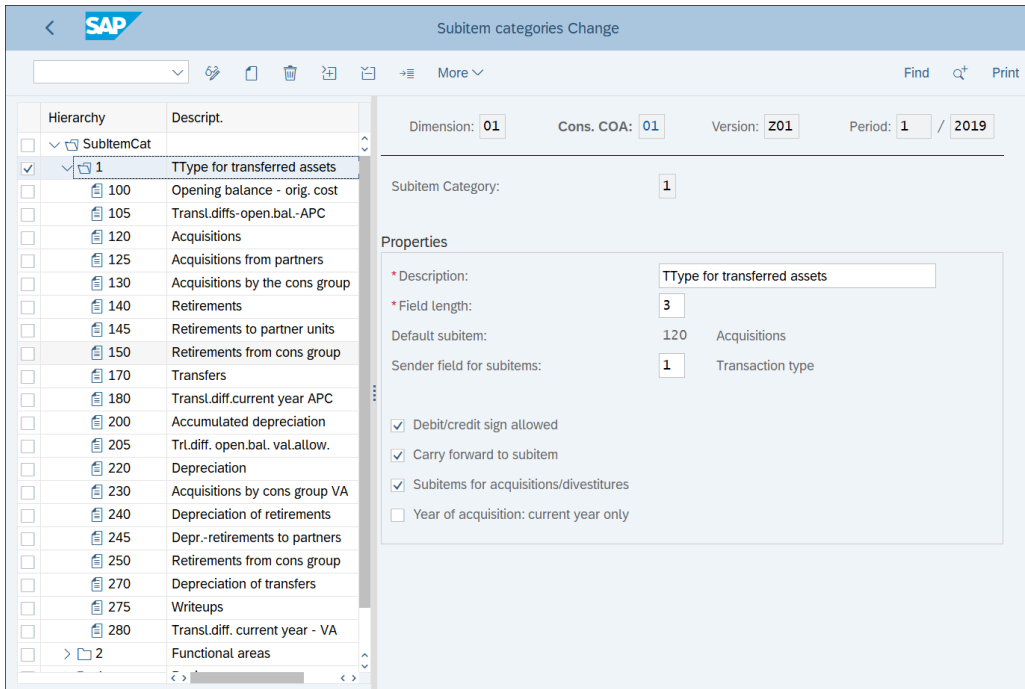 SAP
Subitem categories Change
More
Find
Print
Hierarchy Descript.
SubItemCat
1 TType for transferred assets
100 Opening balance - orig. cost
105 Transl.diffs-open.bal.-APC
120 Acquisitions
125 Acquisitions from partners
130 Acquisitions by the cons group
140 Retirements
145 Retirements to partner units
150 Retirements from cons group
170 Transfers
180 Transl.diff.current year APC
200 Accumulated depreciation
205 Trl.diff. open.bal. val.allow.
220 Depreciation
230 Acquisitions by cons group VA
240 Depreciation of retirements
245 Depr.-retirements to partners
250 Retirements from cons group
270 Depreciation of transfers
275 Writeups
280 Transl.diff. current year - VA
2 Functional areas
Dimension: 01 Cons. COA: 01 Version: Z01 Period: 1 / 2019
Subitem Category: 1
Properties
*Description: TType for transferred assets
*Field length: 3
Default subitem: 120 Acquisitions
Sender field for subitems: 1 Transaction type
Debit/credit sign allowed
Carry forward to subitem
Subitems for acquisitions/divestitures
Year of acquisition: current year only